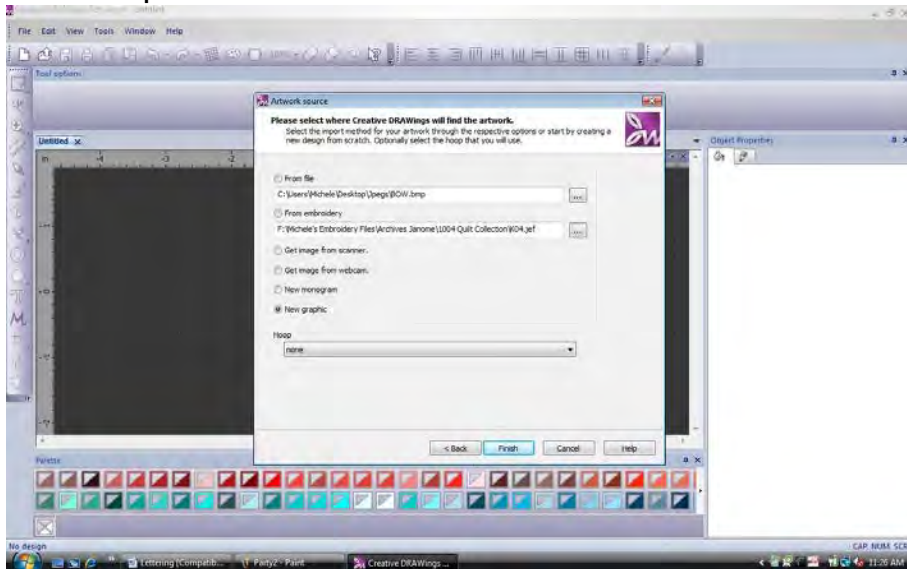 Untitled
File Edit View Tools Window Help
Tool options
Artwork source
Please select where Creative DRAWings will find the artwork.
Select the import method for your artwork through the respective options or start by creating a
new design from scratch. Optionally select the hoop that you will use.
Untitled
Object Properties
in -4 -3 -2
From file
C:\Users\Michele\Desktop\Jpegs\BOW.bmp
...
From embroidery
F:\Michele's Embroidery Files\Archives Janome\1004 Quilt Collection\K04.jef
...
Get image from scanner.
Get image from webcam.
New monogram
New graphic
Hoop
none
< Back Finish Cancel Help
Palette
No design
CAP NUM SCR
Lettering [Compatib... Party2 - Paint Creative DRAWings ...
11:26 AM